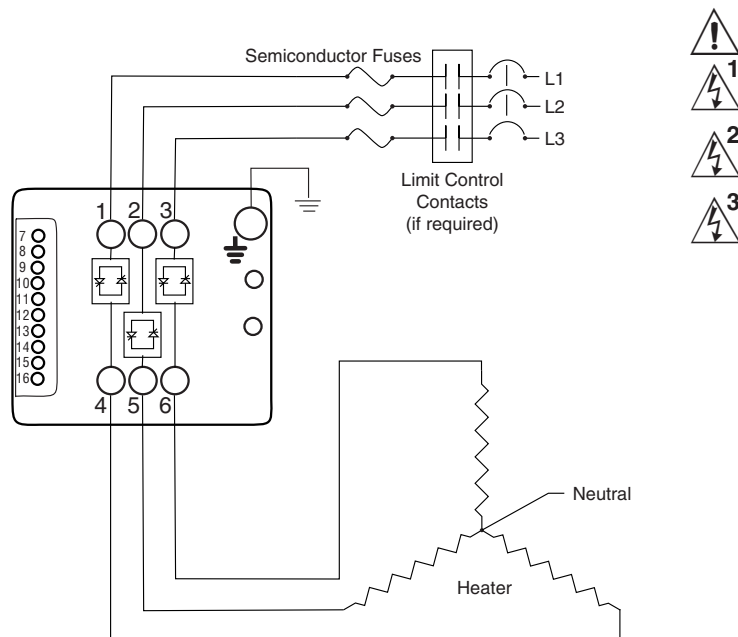 Semiconductor Fuses
L1
L2
L3
Limit Control
Contacts
(if required)
1 2 3
7
8
9
10
11
12
13
14
15
16
4 5 6
Neutral
Heater
!
1
2
3